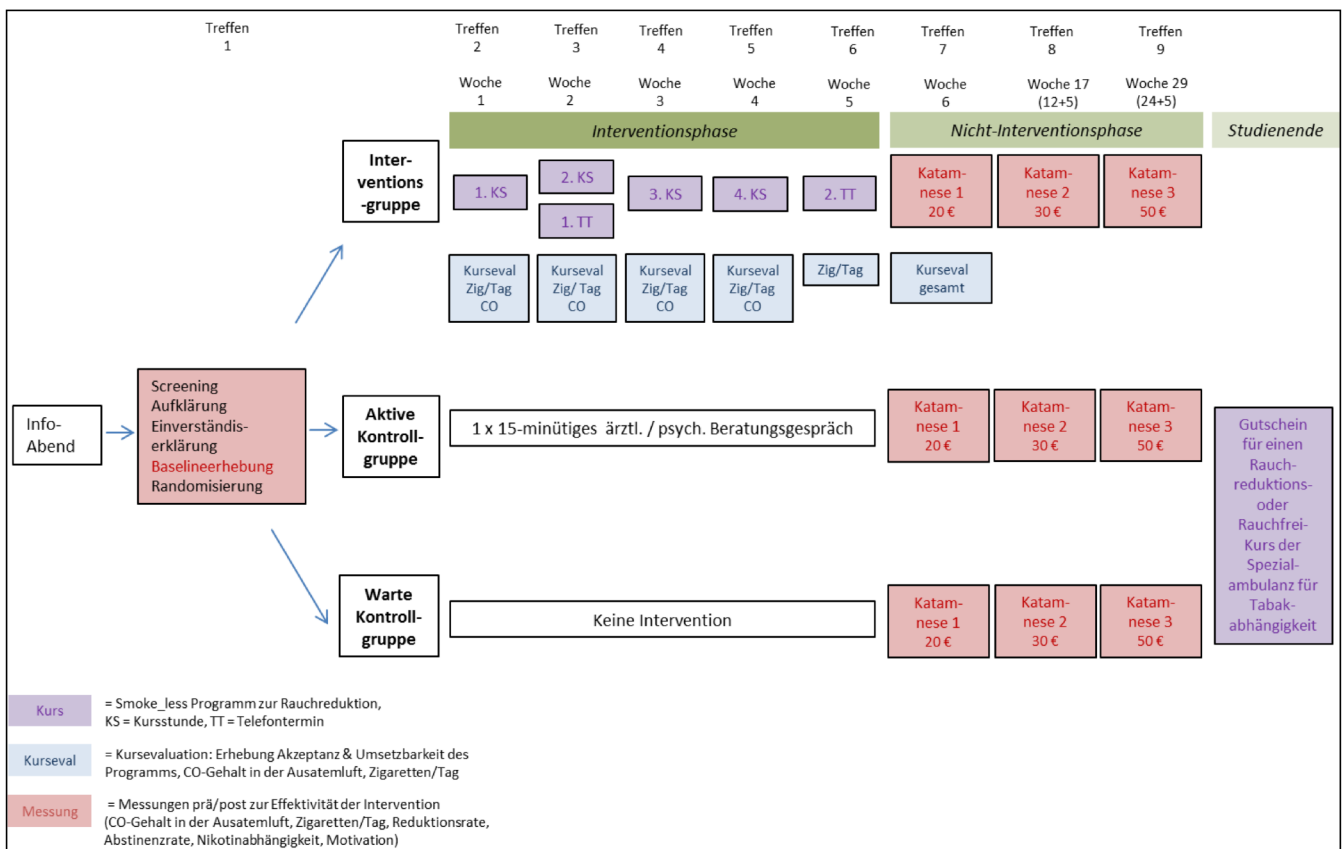 Treffen
1
Treffen
2
Treffen
3
Treffen
4
Treffen
5
Treffen
6
Treffen
7
Treffen
8
Treffen
9
Woche
1
Woche
2
Woche
3
Woche
4
Woche
5
Woche
6
Woche 17
(12+5)
Woche 29
(24+5)
Interventionsphase
Nicht-Interventionsphase
Studienende
Inter-
ventions
-gruppe
1. KS
2. KS
1. TT
3. KS
4. KS
2. TT
Katam-
nese 1
20 €
Katam-
nese 2
30 €
Katam-
nese 3
50 €
Kurseval
Zig/Tag
CO
Kurseval
Zig/ Tag
CO
Kurseval
Zig/Tag
CO
Kurseval
Zig/Tag
CO
Zig/Tag
Kurseval
gesamt
Info-
Abend
Screening
Aufklärung
Einverständis-
erklärung
Baselineerhebung
Randomisierung
Aktive
Kontroll-
gruppe
1 x 15-minütiges ärztl. / psych. Beratungsgespräch
Katam-
nese 1
20 €
Katam-
nese 2
30 €
Katam-
nese 3
50 €
Gutschein
für einen
Rauch-
reduktions-
oder
Rauchfrei-
Kurs der
Spezial-
ambulanz für
Tabak-
abhängigkeit
Warte
Kontroll-
gruppe
Keine Intervention
Katam-
nese 1
20 €
Katam-
nese 2
30 €
Katam-
nese 3
50 €
Kurs
= Smoke_less Programm zur Rauchreduktion,
KS = Kursstunde, TT = Telefontermin
Kurseval
= Kursevaluation: Erhebung Akzeptanz & Umsetzbarkeit des
Programms, CO-Gehalt in der Ausatemluft, Zigaretten/Tag
Messung
= Messungen prä/post zur Effektivität der Intervention
(CO-Gehalt in der Ausatemluft, Zigaretten/Tag, Reduktionsrate,
Abstinenzrate, Nikotinabhängigkeit, Motivation)